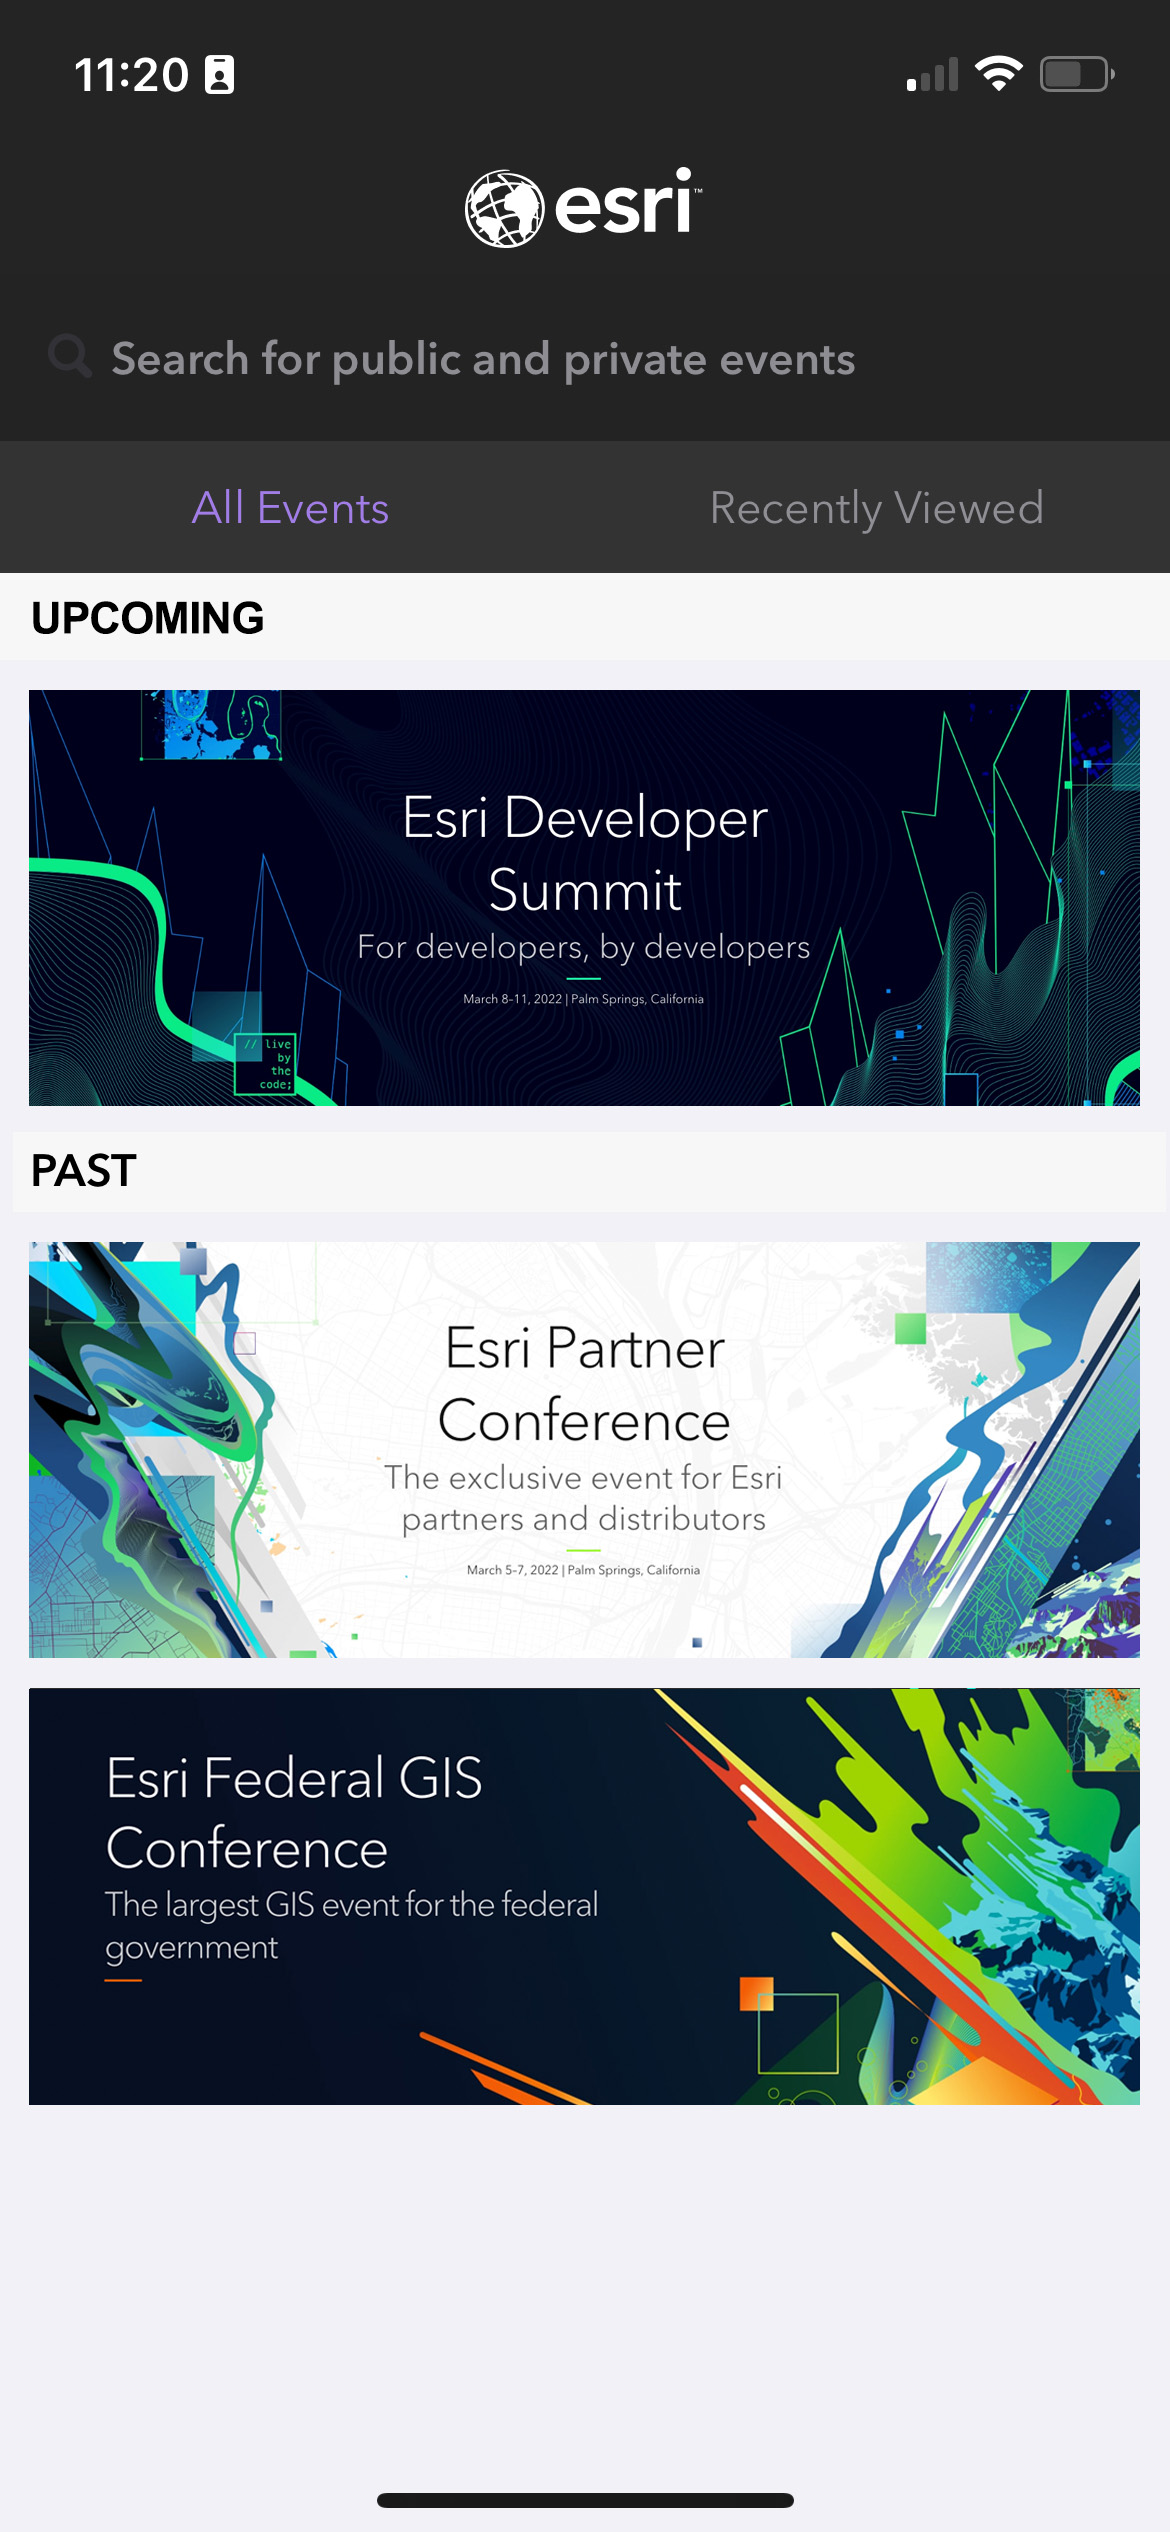 11:20
esri™
Search for public and private events
All Events
Recently Viewed
UPCOMING
Esri Developer
Summit
For developers, by developers
March 8-11, 2022 | Palm Springs, California
// live
by
the
code;
PAST
Esri Partner
Conference
The exclusive event for Esri
partners and distributors
March 5-7, 2022 | Palm Springs, California
Esri Federal GIS
Conference
The largest GIS event for the federal
government